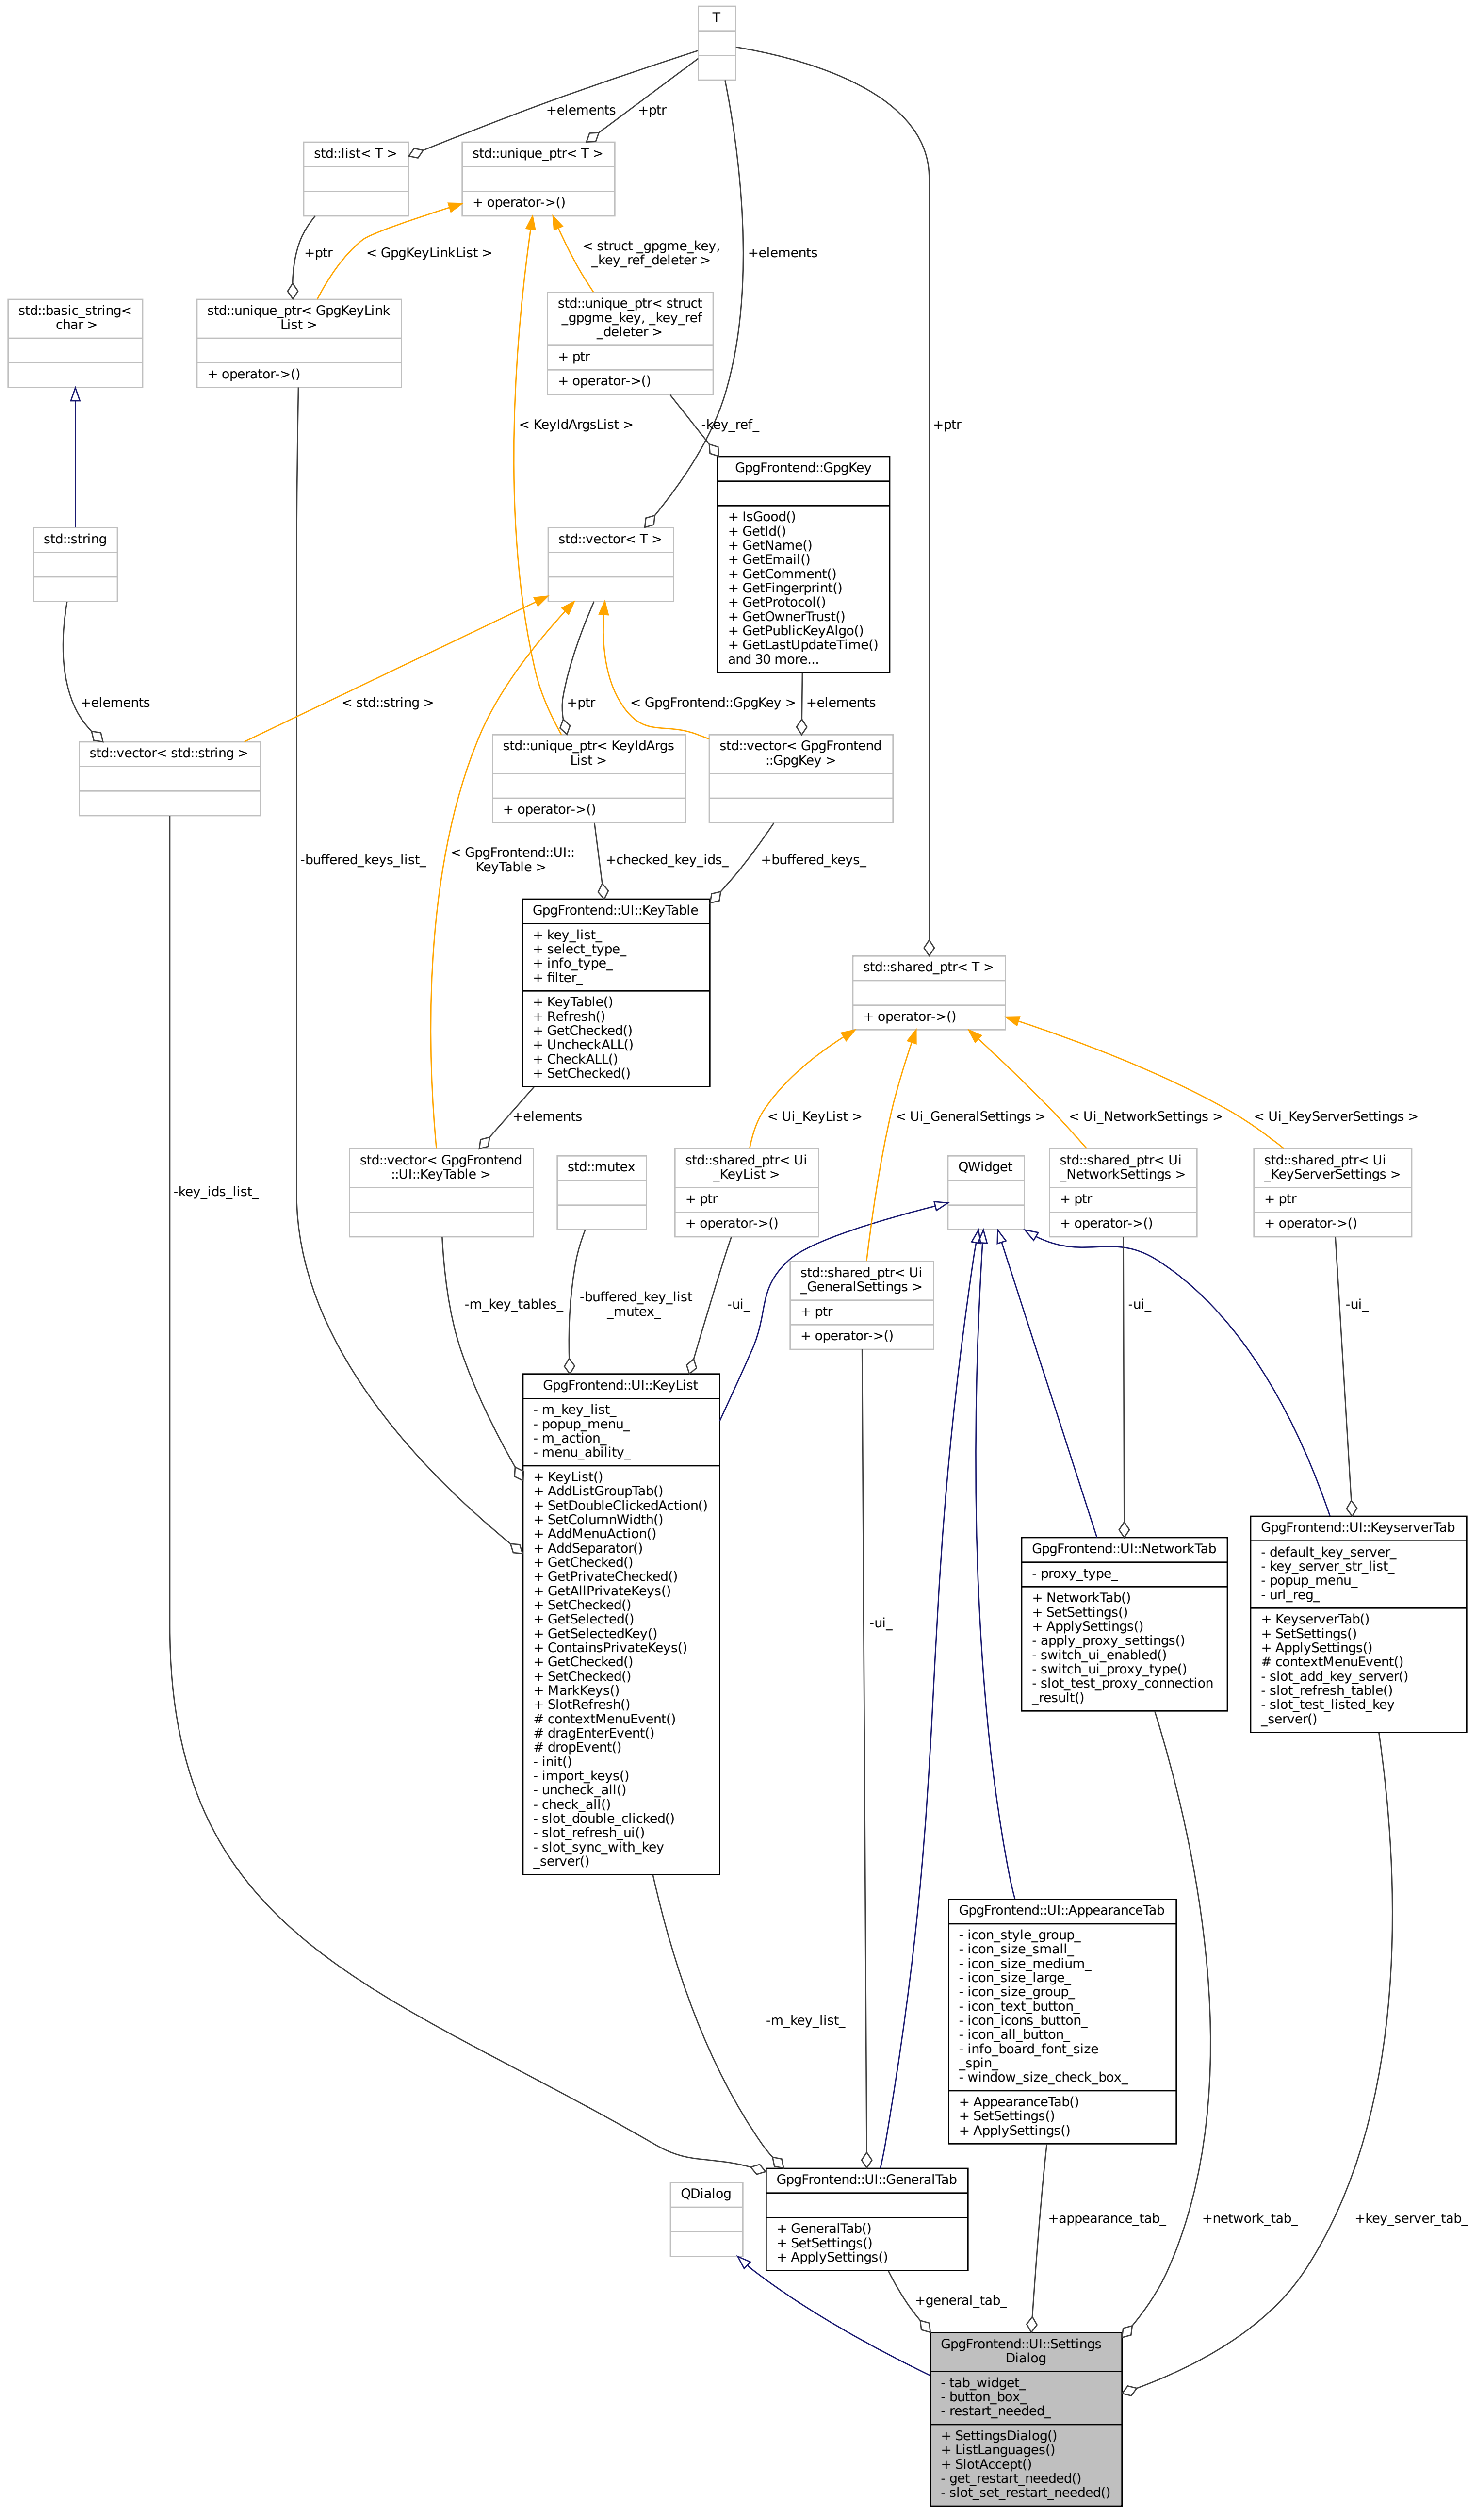 T
+elements
+ptr
std::list< T >
std::unique_ptr< T >
+ operator->()
+ptr
< GpgKeyLinkList >
< struct _gpgme_key,
_key_ref_deleter >
+elements
std::basic_string<
char >
std::unique_ptr< GpgKeyLink
List >
+ operator->()
std::unique_ptr< struct
_gpgme_key, _key_ref
_deleter >
+ ptr
+ operator->()
< KeyIdArgsList >
-key_ref_
+ptr
GpgFrontend::GpgKey
+ IsGood()
+ GetId()
+ GetName()
+ GetEmail()
+ GetComment()
+ GetFingerprint()
+ GetProtocol()
+ GetOwnerTrust()
+ GetPublicKeyAlgo()
+ GetLastUpdateTime()
and 30 more...
std::string
std::vector< T >
+elements
< std::string >
+ptr
< GpgFrontend::GpgKey >
+elements
std::vector< std::string >
std::unique_ptr< KeyIdArgs
List >
+ operator->()
std::vector< GpgFrontend
::GpgKey >
-buffered_keys_list_
< GpgFrontend::UI::
KeyTable >
+checked_key_ids_
+buffered_keys_
GpgFrontend::UI::KeyTable
+ key_list_
+ select_type_
+ info_type_
+ filter_
+ KeyTable()
+ Refresh()
+ GetChecked()
+ UncheckALL()
+ CheckALL()
+ SetChecked()
std::shared_ptr< T >
+ operator->()
+elements
< Ui_KeyList >
< Ui_GeneralSettings >
< Ui_NetworkSettings >
< Ui_KeyServerSettings >
-key_ids_list_
std::vector< GpgFrontend
::UI::KeyTable >
std::mutex
std::shared_ptr< Ui
_KeyList >
+ ptr
+ operator->()
QWidget
std::shared_ptr< Ui
_NetworkSettings >
+ ptr
+ operator->()
std::shared_ptr< Ui
_KeyServerSettings >
+ ptr
+ operator->()
std::shared_ptr< Ui
_GeneralSettings >
+ ptr
+ operator->()
-m_key_tables_
-buffered_key_list
_mutex_
-ui_
-ui_
-ui_
GpgFrontend::UI::KeyList
- m_key_list_
- popup_menu_
- m_action_
- menu_ability_
+ KeyList()
+ AddListGroupTab()
+ SetDoubleClickedAction()
+ SetColumnWidth()
+ AddMenuAction()
+ AddSeparator()
+ GetChecked()
+ GetPrivateChecked()
+ GetAllPrivateKeys()
+ SetChecked()
+ GetSelected()
+ GetSelectedKey()
+ ContainsPrivateKeys()
+ GetChecked()
+ SetChecked()
+ MarkKeys()
+ SlotRefresh()
# contextMenuEvent()
# dragEnterEvent()
# dropEvent()
- init()
- import_keys()
- uncheck_all()
- check_all()
- slot_double_clicked()
- slot_refresh_ui()
- slot_sync_with_key
_server()
-ui_
GpgFrontend::UI::NetworkTab
- proxy_type_
+ NetworkTab()
+ SetSettings()
+ ApplySettings()
- apply_proxy_settings()
- switch_ui_enabled()
- switch_ui_proxy_type()
- slot_test_proxy_connection
_result()
GpgFrontend::UI::KeyserverTab
- default_key_server_
- key_server_str_list_
- popup_menu_
- url_reg_
+ KeyserverTab()
+ SetSettings()
+ ApplySettings()
# contextMenuEvent()
- slot_add_key_server()
- slot_refresh_table()
- slot_test_listed_key
_server()
GpgFrontend::UI::AppearanceTab
- icon_style_group_
- icon_size_small_
- icon_size_medium_
- icon_size_large_
- icon_size_group_
- icon_text_button_
- icon_icons_button_
- icon_all_button_
- info_board_font_size
_spin_
- window_size_check_box_
+ AppearanceTab()
+ SetSettings()
+ ApplySettings()
-m_key_list_
QDialog
GpgFrontend::UI::GeneralTab
+ GeneralTab()
+ SetSettings()
+ ApplySettings()
+appearance_tab_
+network_tab_
+key_server_tab_
+general_tab_
GpgFrontend::UI::Settings
Dialog
- tab_widget_
- button_box_
- restart_needed_
+ SettingsDialog()
+ ListLanguages()
+ SlotAccept()
- get_restart_needed()
- slot_set_restart_needed()